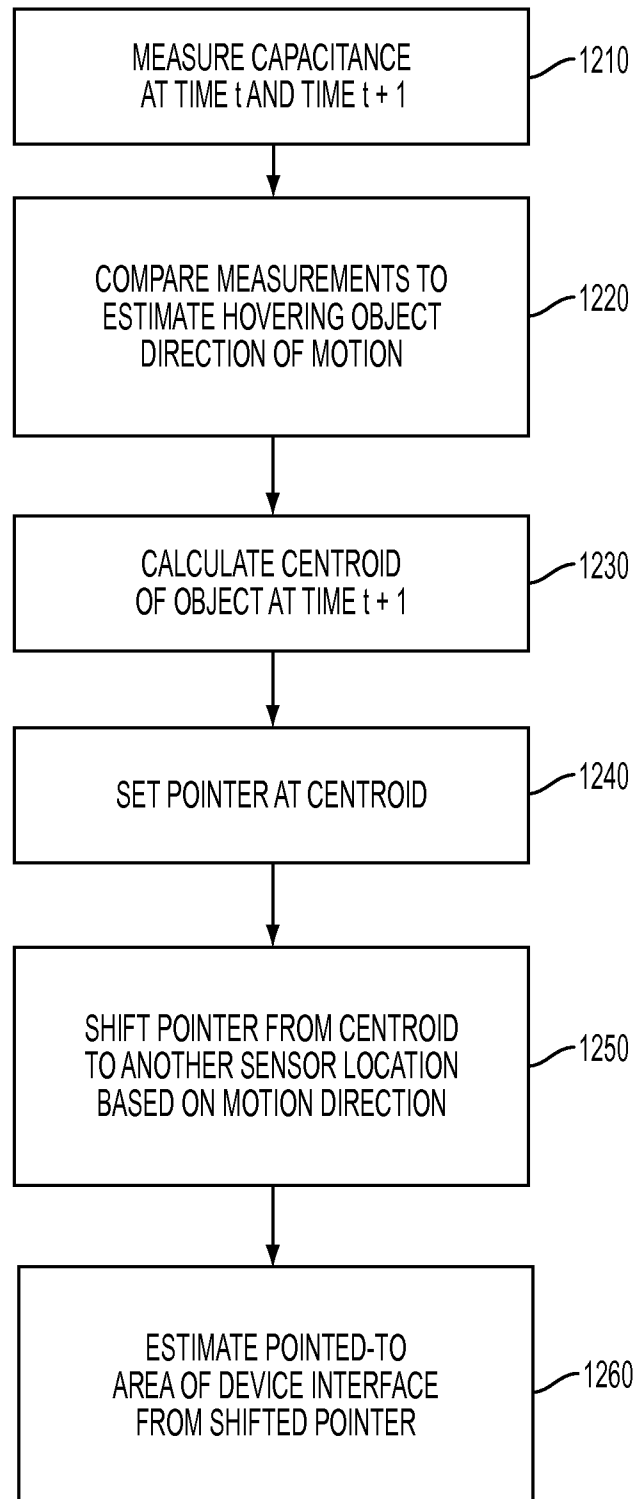 MEASURE CAPACITANCE
AT TIME t AND TIME t + 1
1210
COMPARE MEASUREMENTS TO
ESTIMATE HOVERING OBJECT
DIRECTION OF MOTION
1220
CALCULATE CENTROID
OF OBJECT AT TIME t + 1
1230
SET POINTER AT CENTROID
1240
SHIFT POINTER FROM CENTROID
TO ANOTHER SENSOR LOCATION
BASED ON MOTION DIRECTION
1250
ESTIMATE POINTED-TO
AREA OF DEVICE INTERFACE
FROM SHIFTED POINTER
1260